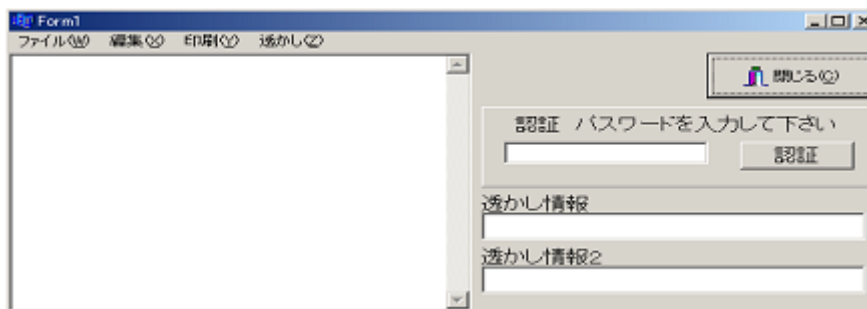 Form1
ファイル(W) 編集(X) 印刷(Y) 透かし(Z)
閉じる(C)
認証 パスワードを入力して下さい
認証
透かし情報
透かし情報2